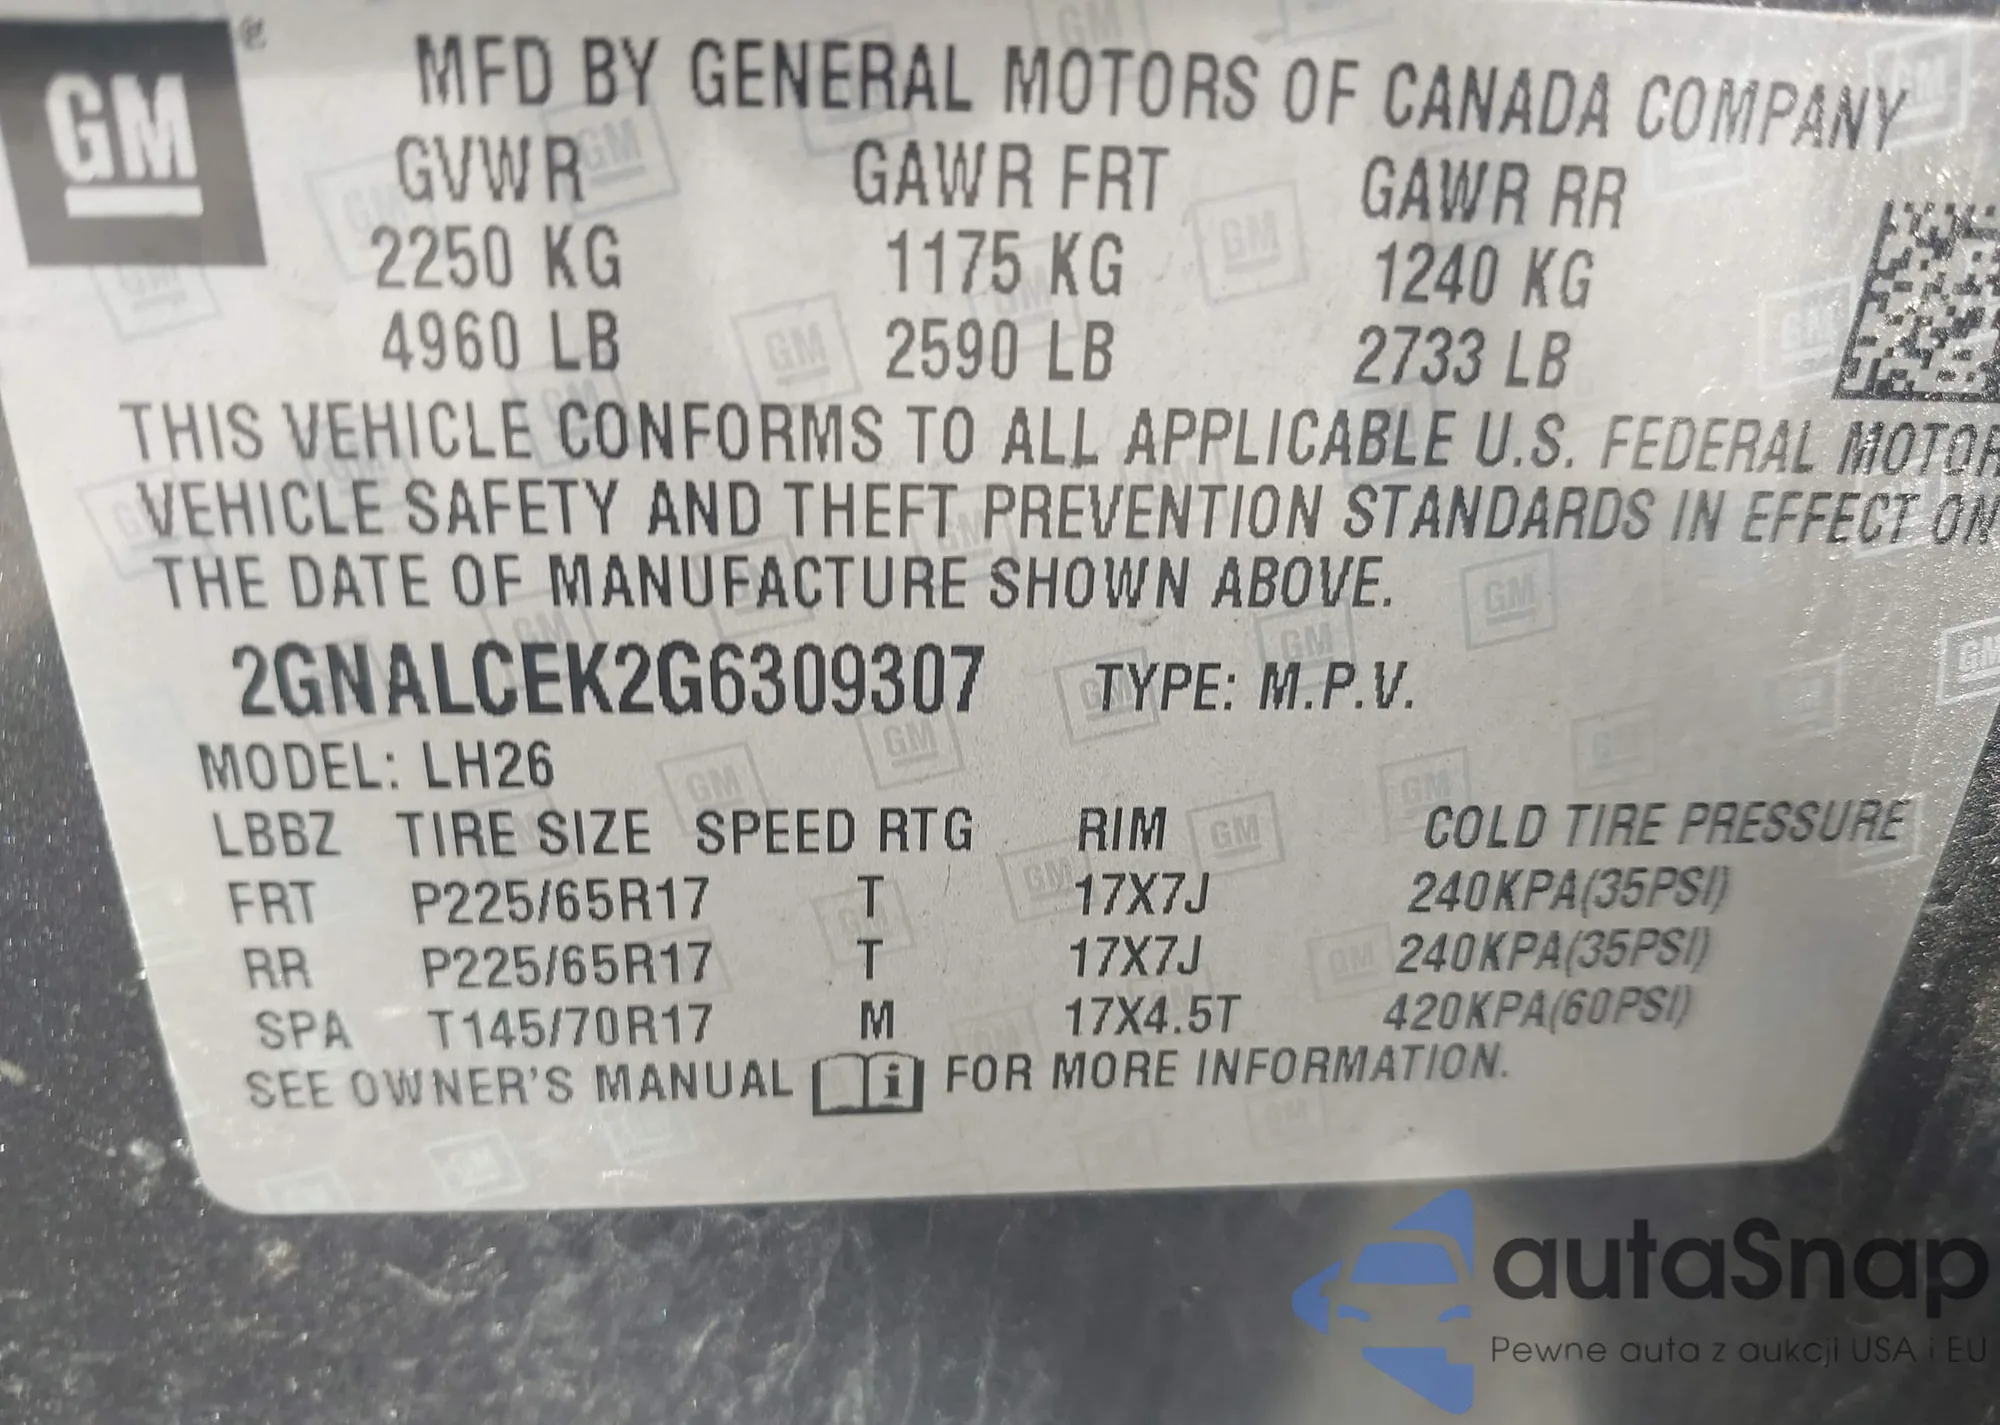 GM
MFD BY GENERAL MOTORS OF CANADA COMPANY
GVWR GAWR FRT GAWR RR
2250 KG 1175 KG 1240 KG
4960 LB 2590 LB 2733 LB
THIS VEHICLE CONFORMS TO ALL APPLICABLE U.S. FEDERAL MOTOR
VEHICLE SAFETY AND THEFT PREVENTION STANDARDS IN EFFECT ON
THE DATE OF MANUFACTURE SHOWN ABOVE.
2GNALCEK2G6309307 TYPE: M.P.V.
MODEL: LH26
LBBZ TIRE SIZE SPEED RTG RIM COLD TIRE PRESSURE
FRT P225/65R17 T 17X7J 240KPA(35PSI)
RR P225/65R17 T 17X7J 240KPA(35PSI)
SPA T145/70R17 M 17X4.5T 420KPA(60PSI)
SEE OWNER'S MANUAL i FOR MORE INFORMATION.
autaSnap
Pewne auta z aukcji USA i EU